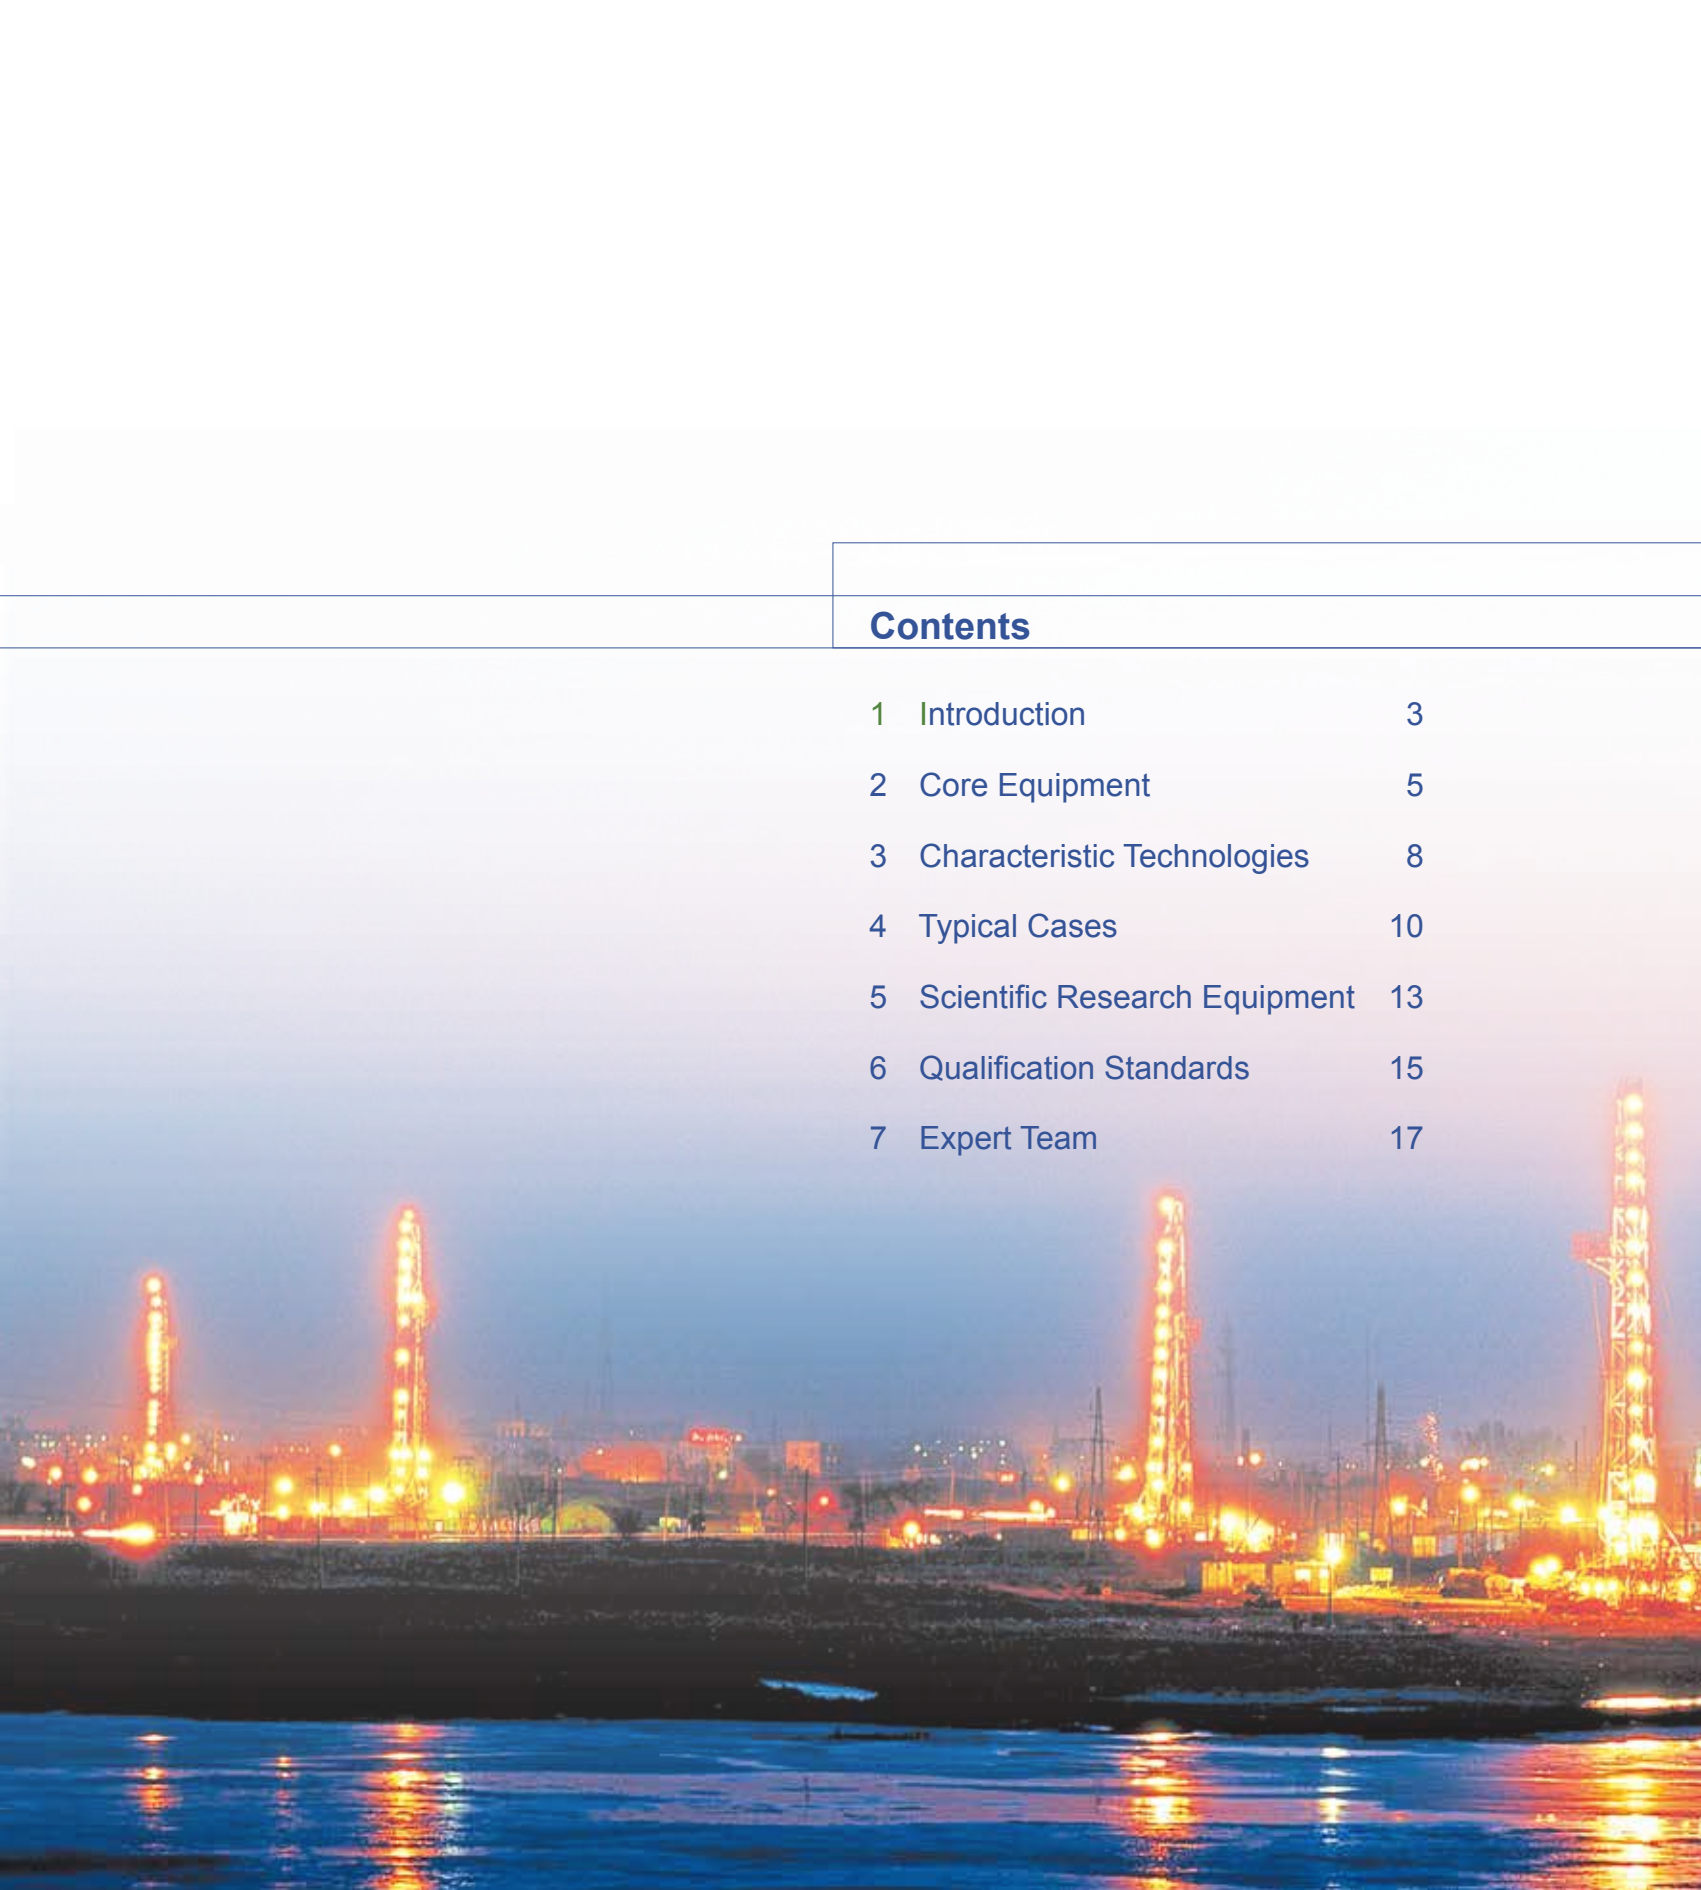 Contents
1 Introduction 3
2 Core Equipment 5
3 Characteristic Technologies 8
4 Typical Cases 10
5 Scientific Research Equipment 13
6 Qualification Standards 15
7 Expert Team 17